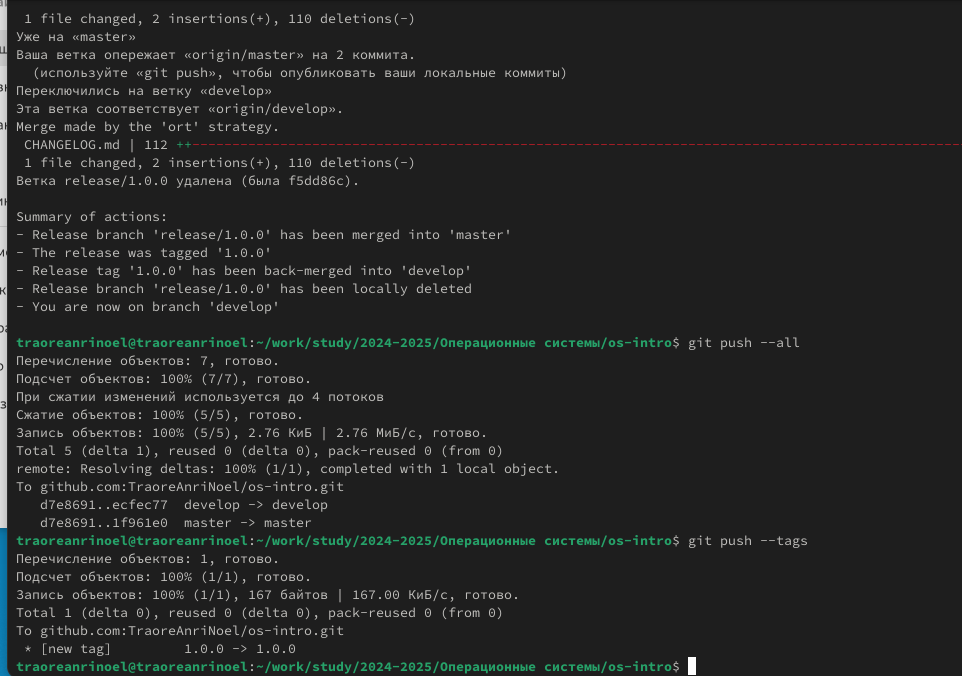 1 file changed, 2 insertions(+), 110 deletions(-)
Уже на «master»
Ваша ветка опережает «origin/master» на 2 коммита.
(используйте «git push», чтобы опубликовать ваши локальные коммиты)
Переключились на ветку «develop»
Эта ветка соответствует «origin/develop».
Merge made by the 'ort' strategy.
CHANGELOG.md | 112 ++--------------------------------------------------------------------------------------------------
1 file changed, 2 insertions(+), 110 deletions(-)
Ветка release/1.0.0 удалена (была f5dd86c).
Summary of actions:
- Release branch 'release/1.0.0' has been merged into 'master'
- The release was tagged '1.0.0'
- Release tag '1.0.0' has been back-merged into 'develop'
- Release branch 'release/1.0.0' has been locally deleted
- You are now on branch 'develop'
traoreanrinoel@traoreanrinoel:~/work/study/2024-2025/Операционные системы/os-intro$ git push --all
Перечисление объектов: 7, готово.
Подсчет объектов: 100% (7/7), готово.
При сжатии изменений используется до 4 потоков
Сжатие объектов: 100% (5/5), готово.
Запись объектов: 100% (5/5), 2.76 КиБ | 2.76 МиБ/с, готово.
Total 5 (delta 1), reused 0 (delta 0), pack-reused 0 (from 0)
remote: Resolving deltas: 100% (1/1), completed with 1 local object.
To github.com:TraoreAnriNoel/os-intro.git
d7e8691..ecfec77  develop -> develop
d7e8691..1f961e0  master -> master
traoreanrinoel@traoreanrinoel:~/work/study/2024-2025/Операционные системы/os-intro$ git push --tags
Перечисление объектов: 1, готово.
Подсчет объектов: 100% (1/1), готово.
Запись объектов: 100% (1/1), 167 байтов | 167.00 КиБ/с, готово.
Total 1 (delta 0), reused 0 (delta 0), pack-reused 0 (from 0)
To github.com:TraoreAnriNoel/os-intro.git
* [new tag]         1.0.0 -> 1.0.0
traoreanrinoel@traoreanrinoel:~/work/study/2024-2025/Операционные системы/os-intro$